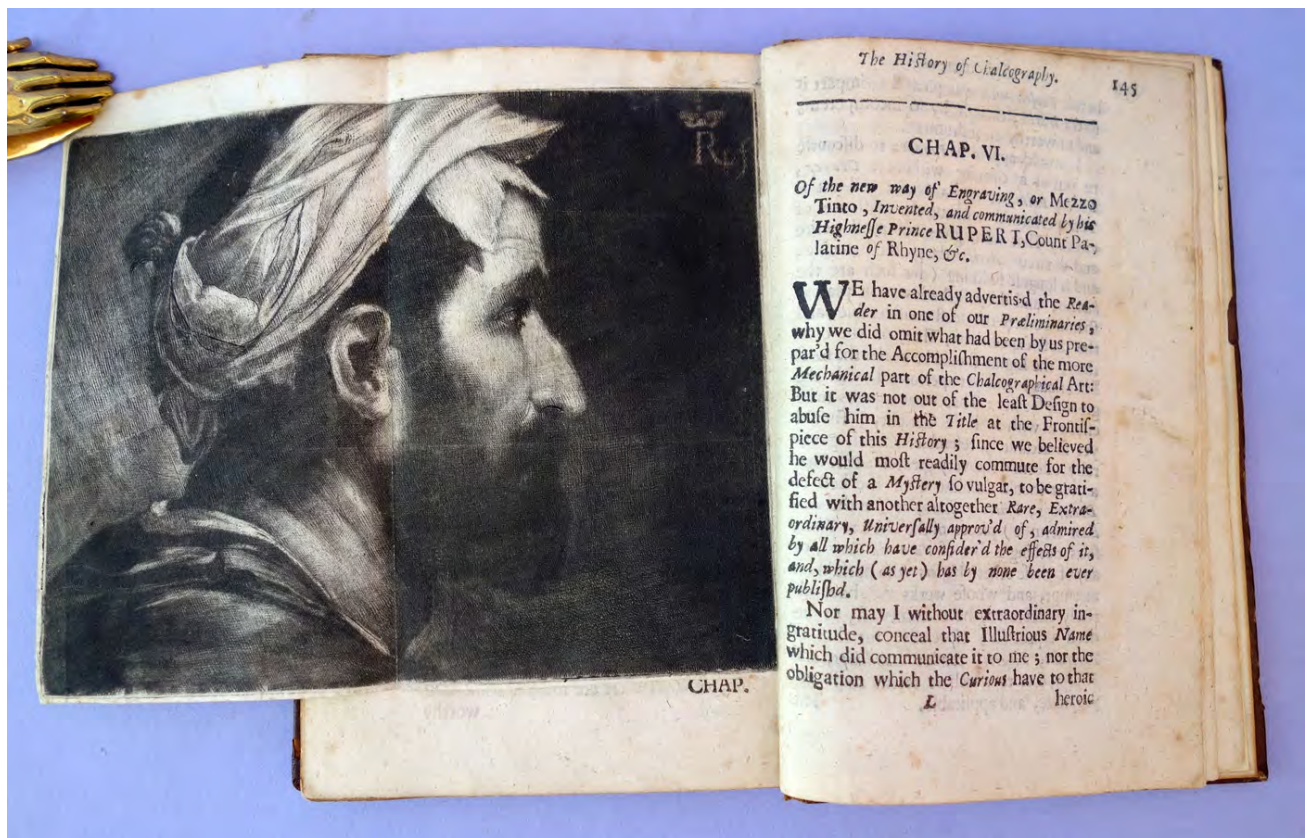 CHAP.
The Hiſtory of Chalcography.
145
CHAP. VI.
Of the new way of Engraving, or Mezzo
Tinto, Invented, and communicated by his
Highneſſe Prince RUPERT, Count Pa-
latine of Rhyne, &c.
WE have already advertis'd the Rea-
der in one of our Præliminaries,
why we did omit what had been by us pre-
par'd for the Accompliſhment of the more
Mechanical part of the Chalcographical Art:
But it was not out of the leaſt Deſign to
abuſe him in the Title at the Frontiſ-
piece of this Hiſtory; ſince we believed
he would moſt readily commute for the
defect of a Myſtery ſo vulgar, to be grati-
fied with another altogether Rare, Extra-
ordinary, Univerſally approv'd of, admired
by all which have conſider'd the effects of it,
and, which (as yet) has by none been ever
publiſhd.
Nor may I without extraordinary in-
gratitude, conceal that Illuſtrious Name
which did communicate it to me; nor the
obligation which the Curious have to that
L heroic